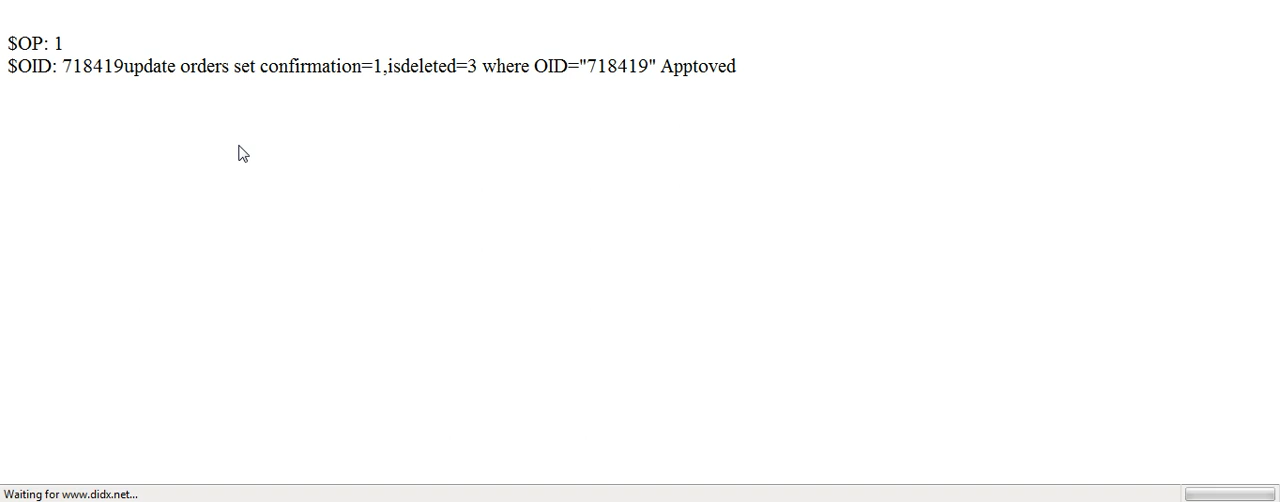 $OP: 1
$OID: 718419update orders set confirmation=1,isdeleted=3 where OID="718419" Apptoved
Waiting for www.didx.net...